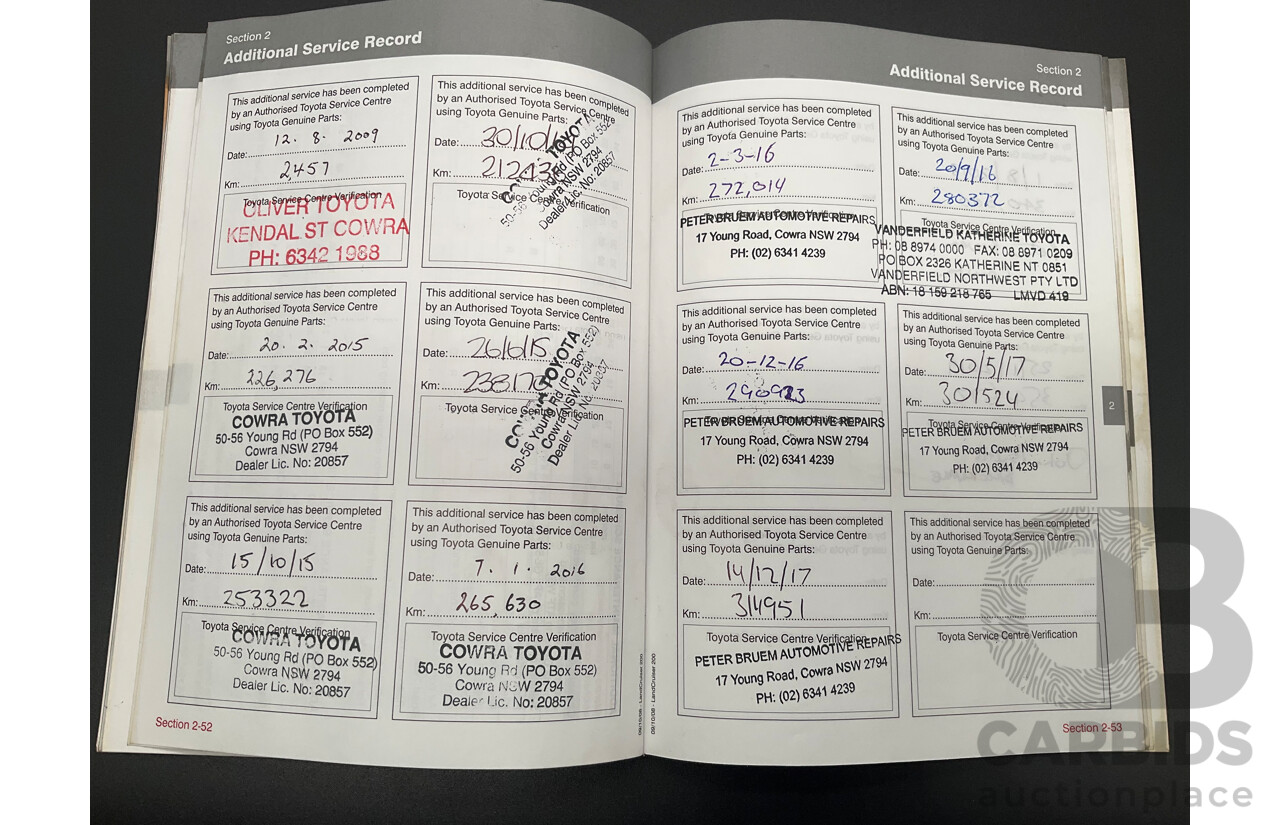 Section 2
Additional Service Record
This additional service has been completed
by an Authorised Toyota Service Centre
using Toyota Genuine Parts:
Date: 12. 8. 2009
Km: 2457
Toyota Service Centre Verification
OLIVER TOYOTA
KENDAL ST COWRA
PH: 6342 1988
This additional service has been completed
by an Authorised Toyota Service Centre
using Toyota Genuine Parts:
Date: 30/10/
Km:
Toyota Service Centre Verification
TOYOTA
50-56 Young Rd (PO Box 552)
Cowra NSW 2794
Dealer Lic. No: 20857
This additional service has been completed
by an Authorised Toyota Service Centre
using Toyota Genuine Parts:
Date: 20. 2. 2015
Km: 226,276
Toyota Service Centre Verification
COWRA TOYOTA
50-56 Young Rd (PO Box 552)
Cowra NSW 2794
Dealer Lic. No: 20857
This additional service has been completed
by an Authorised Toyota Service Centre
using Toyota Genuine Parts:
Date: 26/6/15
Km: 238170
Toyota Service Centre Verification
COWRA TOYOTA
50-56 Young Rd (PO Box 552)
Cowra NSW 2794
Dealer Lic. No: 20857
This additional service has been completed
by an Authorised Toyota Service Centre
using Toyota Genuine Parts:
Date: 15/10/15
Km: 253322
Toyota Service Centre Verification
COWRA TOYOTA
50-56 Young Rd (PO Box 552)
Cowra NSW 2794
Dealer Lic. No: 20857
This additional service has been completed
by an Authorised Toyota Service Centre
using Toyota Genuine Parts:
Date: 7. 1. 2016
Km: 265,630
Toyota Service Centre Verification
COWRA TOYOTA
50-56 Young Rd (PO Box 552)
Cowra NSW 2794
Dealer Lic. No: 20857
Section 2-52
Section 2
Additional Service Record
This additional service has been completed
by an Authorised Toyota Service Centre
using Toyota Genuine Parts:
Date: 2-3-16
Km: 272,014
PETER BRUEM AUTOMOTIVE REPAIRS
17 Young Road, Cowra NSW 2794
PH: (02) 6341 4239
This additional service has been completed
by an Authorised Toyota Service Centre
using Toyota Genuine Parts:
Date: 20/9/16
Km: 280372
Toyota Service Centre Verification
VANDERFIELD KATHERINE TOYOTA
PH: 08 8974 0000 FAX: 08 8971 0209
PO BOX 2326 KATHERINE NT 0851
VANDERFIELD NORTHWEST PTY LTD
ABN: 18 159 218 765 LMVD 419
This additional service has been completed
by an Authorised Toyota Service Centre
using Toyota Genuine Parts:
Date: 20-12-16
Km: 290923
PETER BRUEM AUTOMOTIVE REPAIRS
17 Young Road, Cowra NSW 2794
PH: (02) 6341 4239
This additional service has been completed
by an Authorised Toyota Service Centre
using Toyota Genuine Parts:
Date: 30/5/17
Km: 301524
Toyota Service Centre Verification
PETER BRUEM AUTOMOTIVE REPAIRS
17 Young Road, Cowra NSW 2794
PH: (02) 6341 4239
2
This additional service has been completed
by an Authorised Toyota Service Centre
using Toyota Genuine Parts:
Date: 14/12/17
Km: 314951
Toyota Service Centre Verification
PETER BRUEM AUTOMOTIVE REPAIRS
17 Young Road, Cowra NSW 2794
PH: (02) 6341 4239
This additional service has been completed
by an Authorised Toyota Service Centre
using Toyota Genuine Parts:
Date:
Km:
Toyota Service Centre Verification
09/10/08 - LandCruiser 200
Section 2-53
CARBIDS
auctionplace